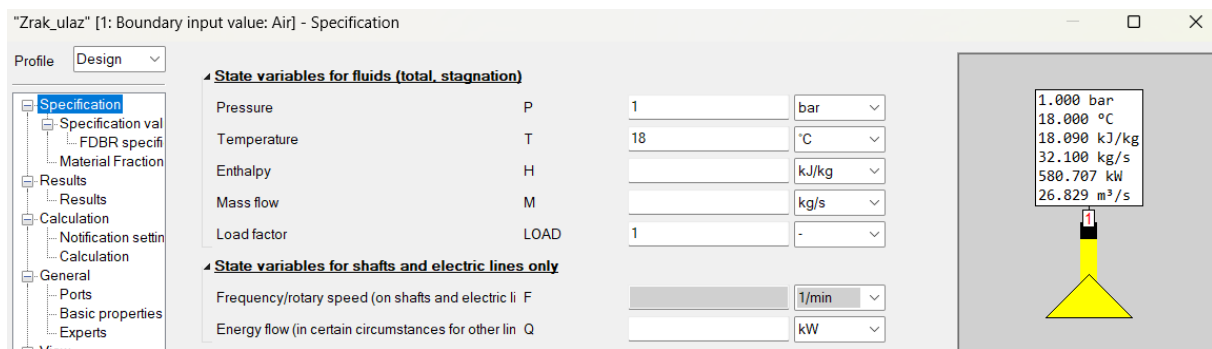 "Zrak_ulaz" [1: Boundary input value: Air] - Specification
Profile Design
Specification
Specification val
FDBR specifi
Material Fraction
Results
Results
Calculation
Notification settin
Calculation
General
Ports
Basic properties
Experts
State variables for fluids (total, stagnation)
Pressure P 1 bar
Temperature T 18 °C
Enthalpy H kJ/kg
Mass flow M kg/s
Load factor LOAD 1 -
State variables for shafts and electric lines only
Frequency/rotary speed (on shafts and electric li F 1/min
Energy flow (in certain circumstances for other lin Q kW
1.000 bar
18.000 °C
18.090 kJ/kg
32.100 kg/s
580.707 kW
26.829 m³/s
1